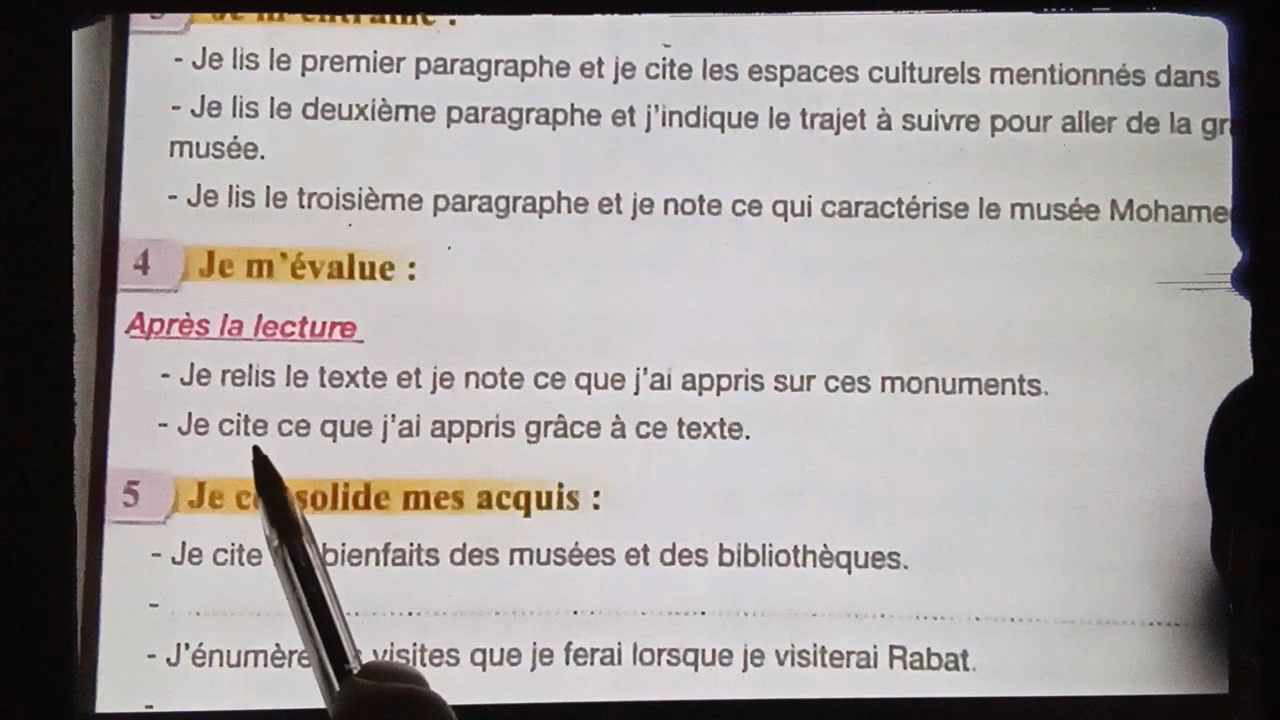 Je m'entraîne :
- Je lis le premier paragraphe et je cite les espaces culturels mentionnés dans
- Je lis le deuxième paragraphe et j'indique le trajet à suivre pour aller de la
musée.
- Je lis le troisième paragraphe et je note ce qui caractérise le musée
4 Je m'évalue :
Après la lecture
- Je relis le texte et je note ce que j'ai appris sur ces monuments.
- Je cite ce que j'ai appris grâce à ce texte.
5 Je consolide mes acquis :
- Je cite bienfaits des musées et des bibliothèques.
-
- J'énumère visites que je ferai lorsque je visiterai Rabat.
-